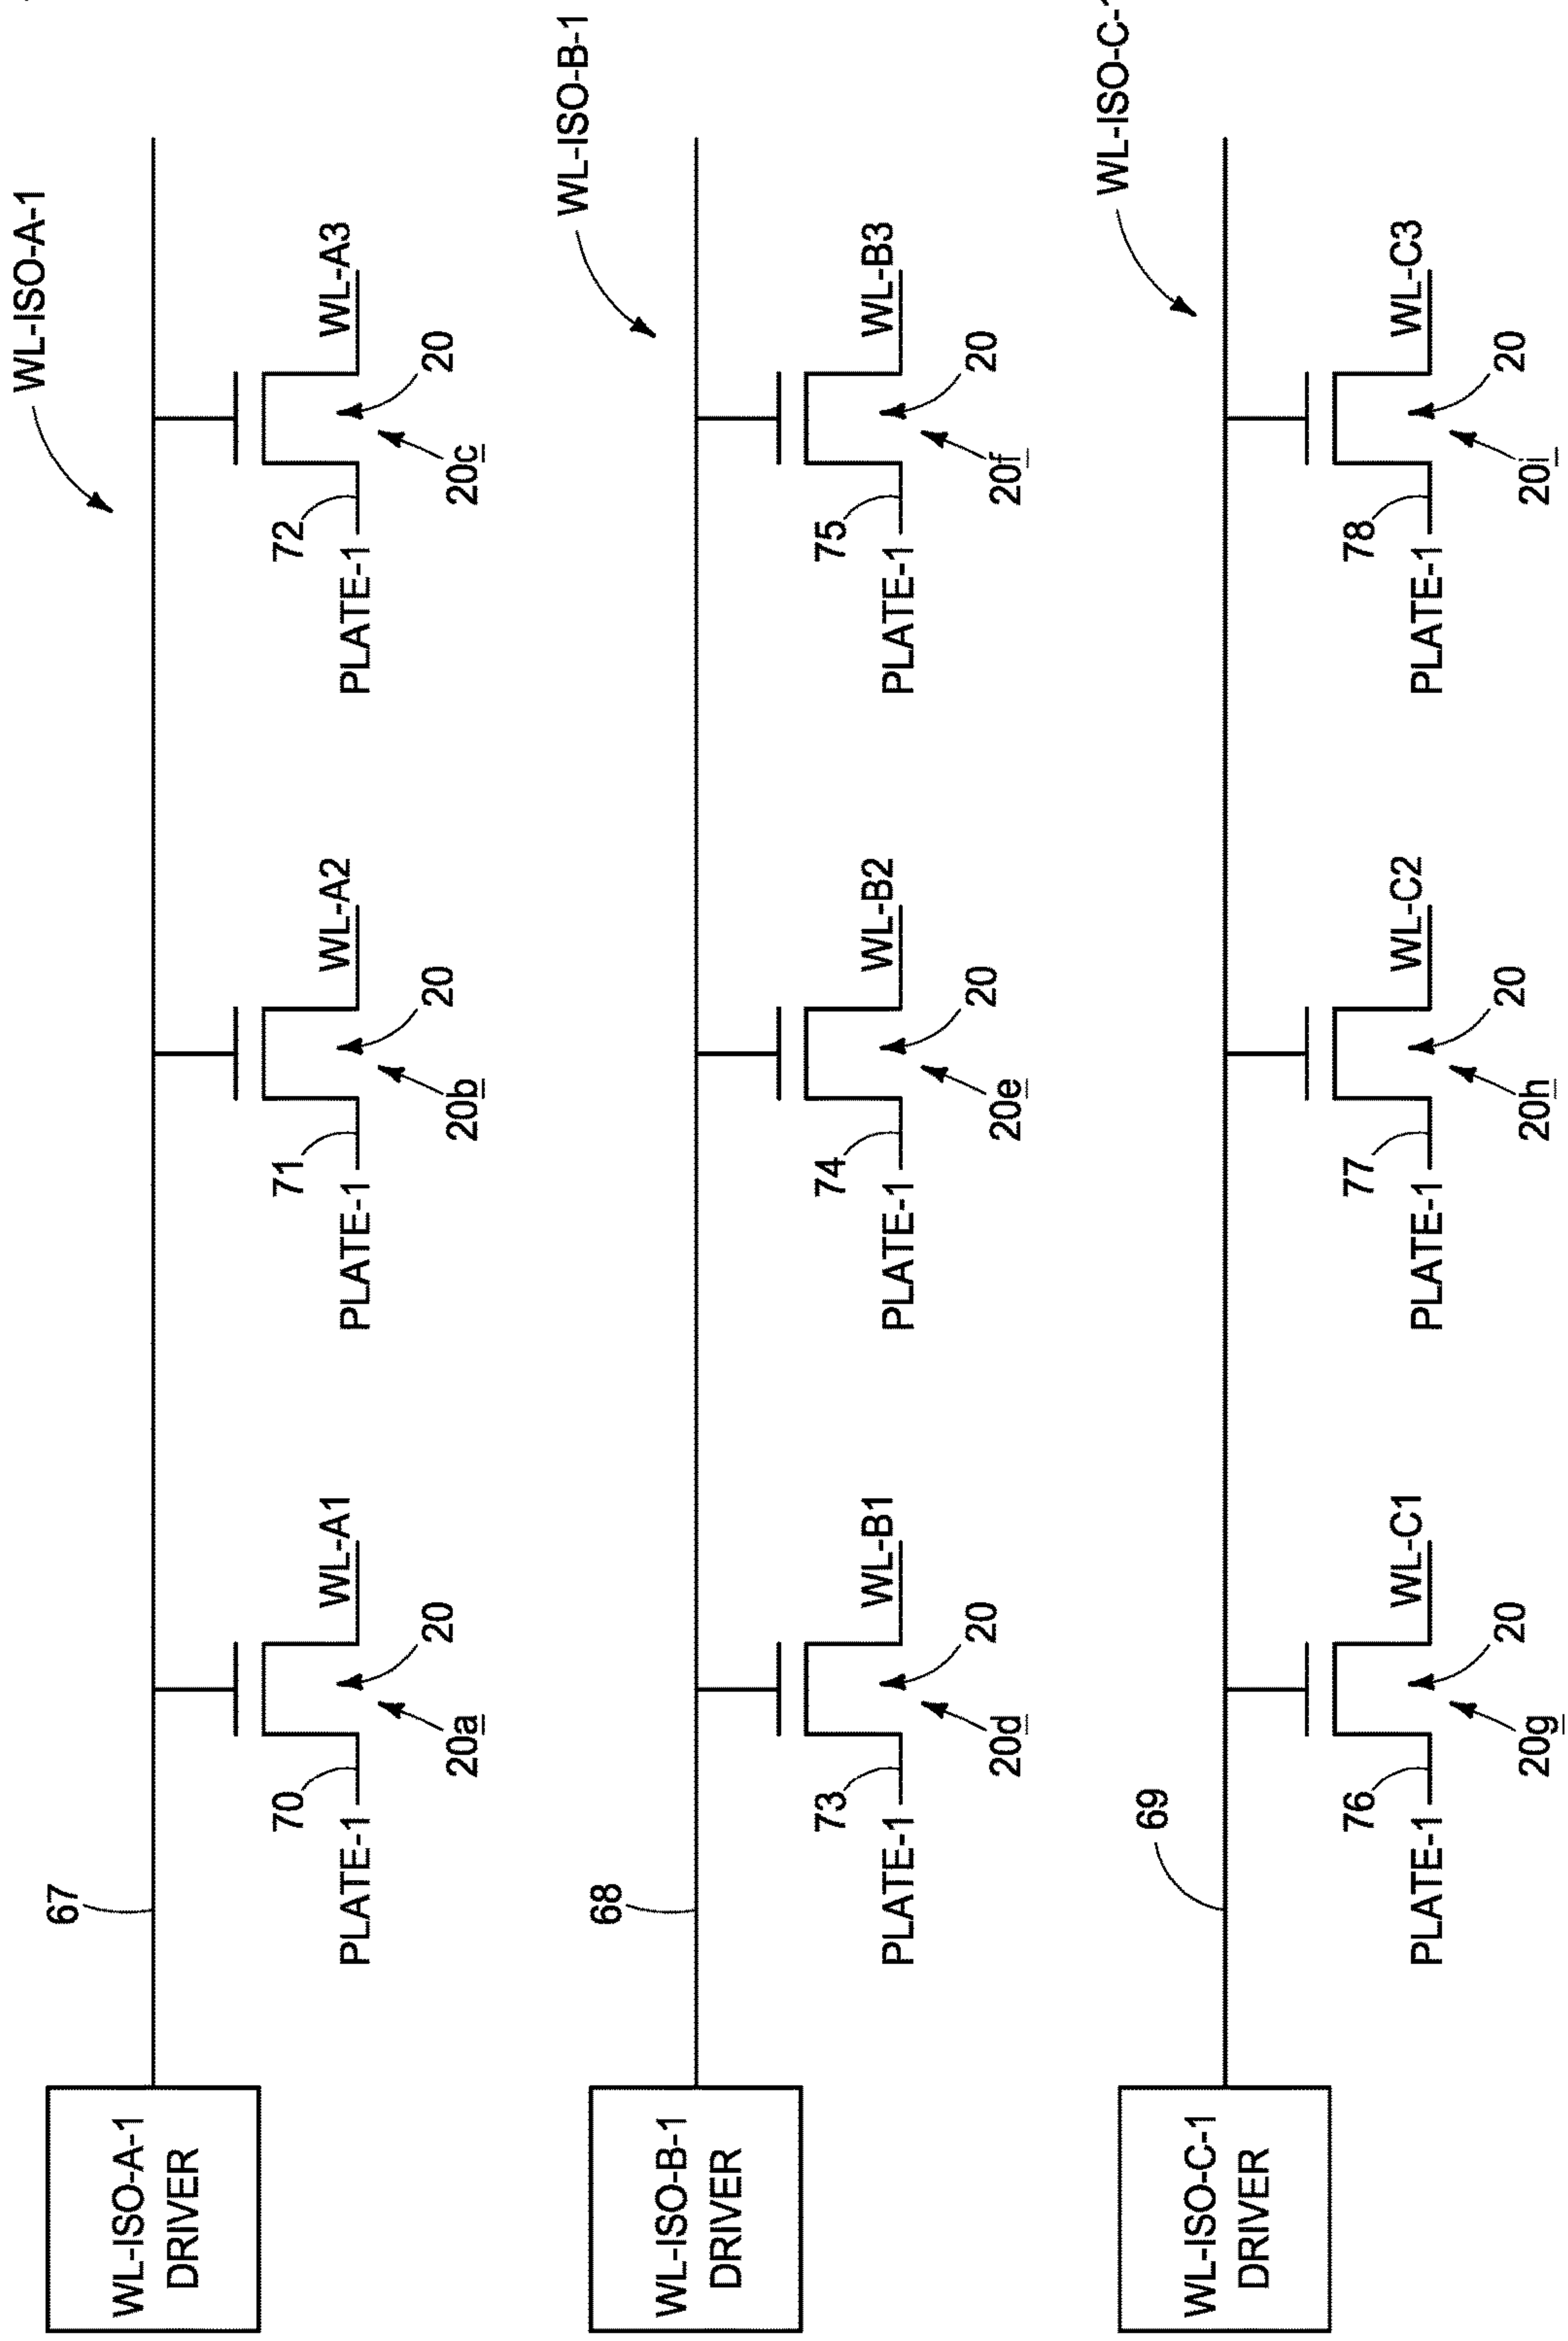 WL-ISO-A-1
67
WL-ISO-A-1
DRIVER
70
PLATE-1
WL-A1
20
20a
71
PLATE-1
WL-A2
20
20b
72
PLATE-1
WL-A3
20
20c
WL-ISO-B-1
68
WL-ISO-B-1
DRIVER
73
PLATE-1
WL-B1
20
20d
74
PLATE-1
WL-B2
20
20e
75
PLATE-1
WL-B3
20
20f
WL-ISO-C-1
69
WL-ISO-C-1
DRIVER
76
PLATE-1
WL-C1
20
20g
77
PLATE-1
WL-C2
20
20h
78
PLATE-1
WL-C3
20
20i